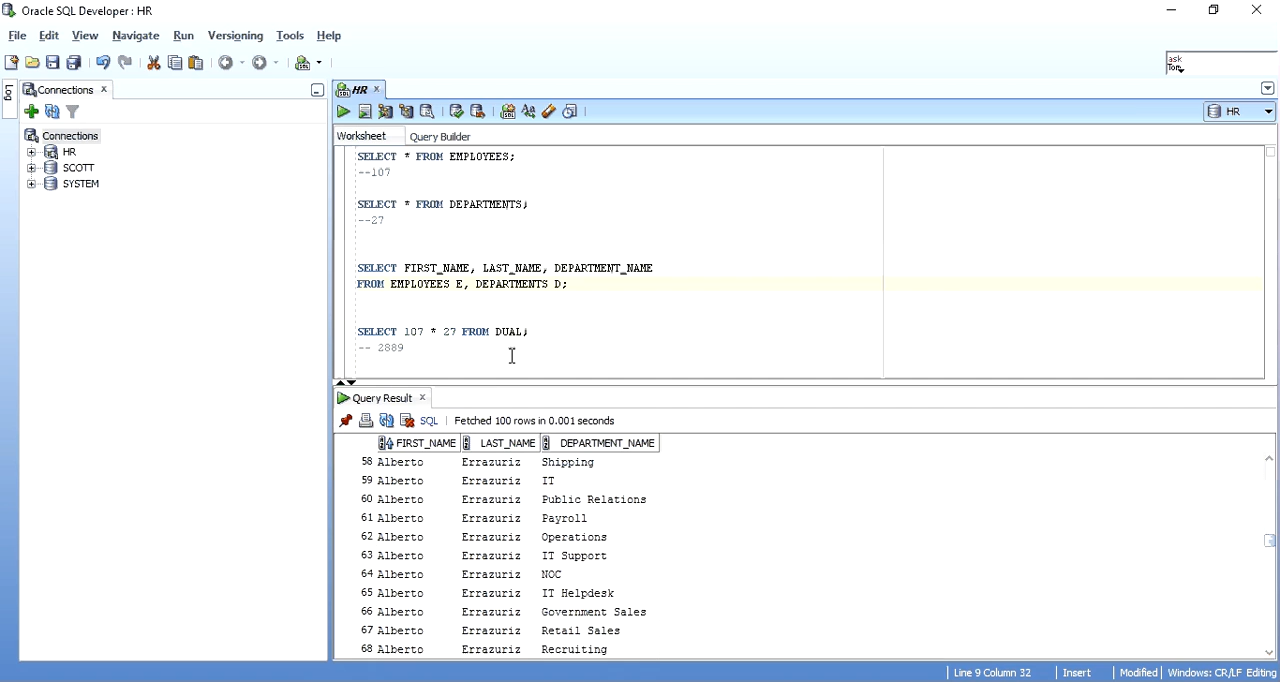 Oracle SQL Developer : HR
File Edit View Navigate Run Versioning Tools Help
ask
Tom
Log
Connections
HR
HR
Worksheet
Query Builder
Connections
HR
SCOTT
SYSTEM
SELECT * FROM EMPLOYEES;
--107
SELECT * FROM DEPARTMENTS;
--27
SELECT FIRST_NAME, LAST_NAME, DEPARTMENT_NAME
FROM EMPLOYEES E, DEPARTMENTS D;
SELECT 107 * 27 FROM DUAL;
-- 2889
Query Result
SQL | Fetched 100 rows in 0.001 seconds
FIRST_NAME LAST_NAME DEPARTMENT_NAME
58 Alberto Errazuriz Shipping
59 Alberto Errazuriz IT
60 Alberto Errazuriz Public Relations
61 Alberto Errazuriz Payroll
62 Alberto Errazuriz Operations
63 Alberto Errazuriz IT Support
64 Alberto Errazuriz NOC
65 Alberto Errazuriz IT Helpdesk
66 Alberto Errazuriz Government Sales
67 Alberto Errazuriz Retail Sales
68 Alberto Errazuriz Recruiting
Line 9 Column 32 | Insert | Modified | Windows: CR/LF Editing